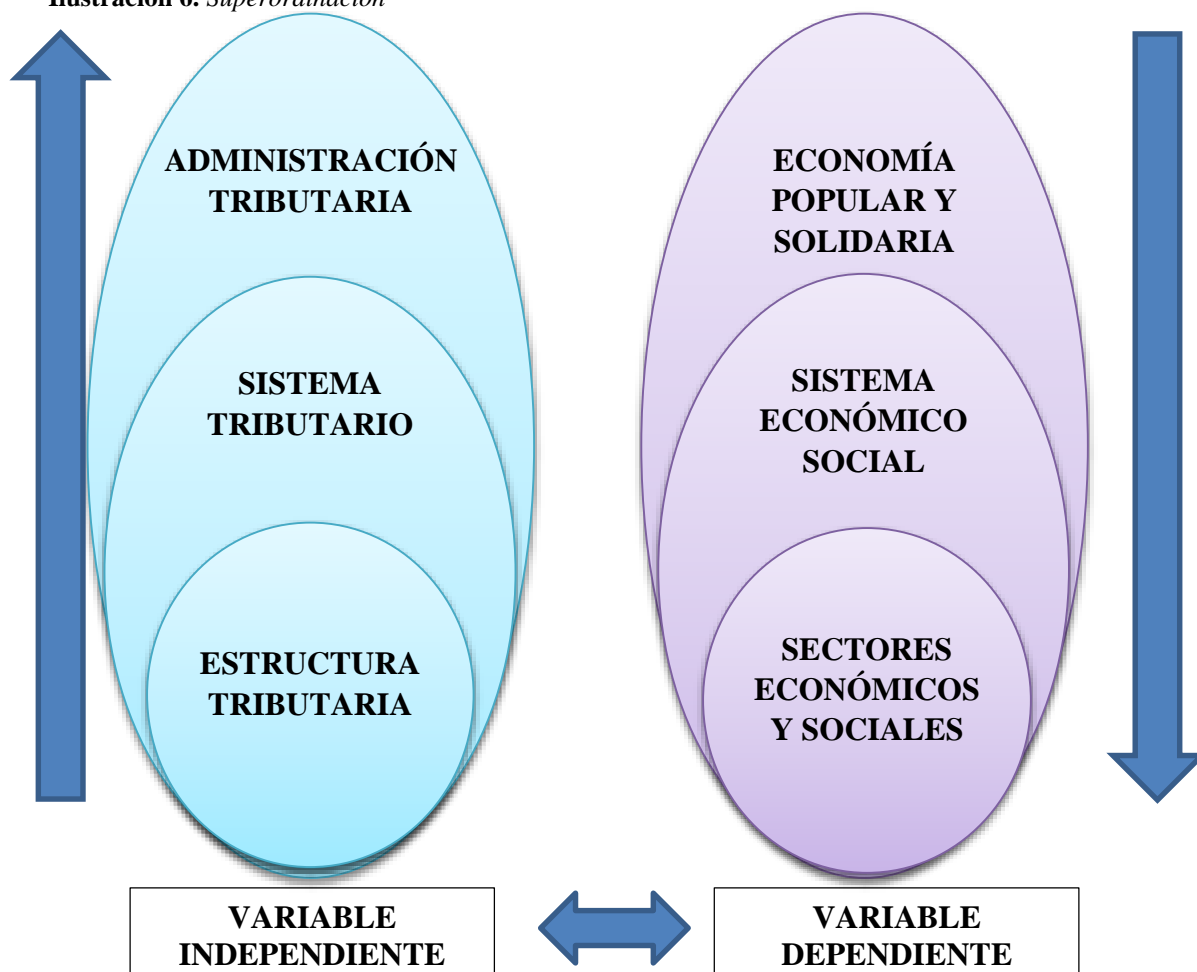 Ilustración 6. Superordinación
ADMINISTRACIÓN
TRIBUTARIA
SISTEMA
TRIBUTARIO
ESTRUCTURA
TRIBUTARIA
VARIABLE
INDEPENDIENTE
ECONOMÍA
POPULAR Y
SOLIDARIA
SISTEMA
ECONÓMICO
SOCIAL
SECTORES
ECONÓMICOS
Y SOCIALES
VARIABLE
DEPENDIENTE